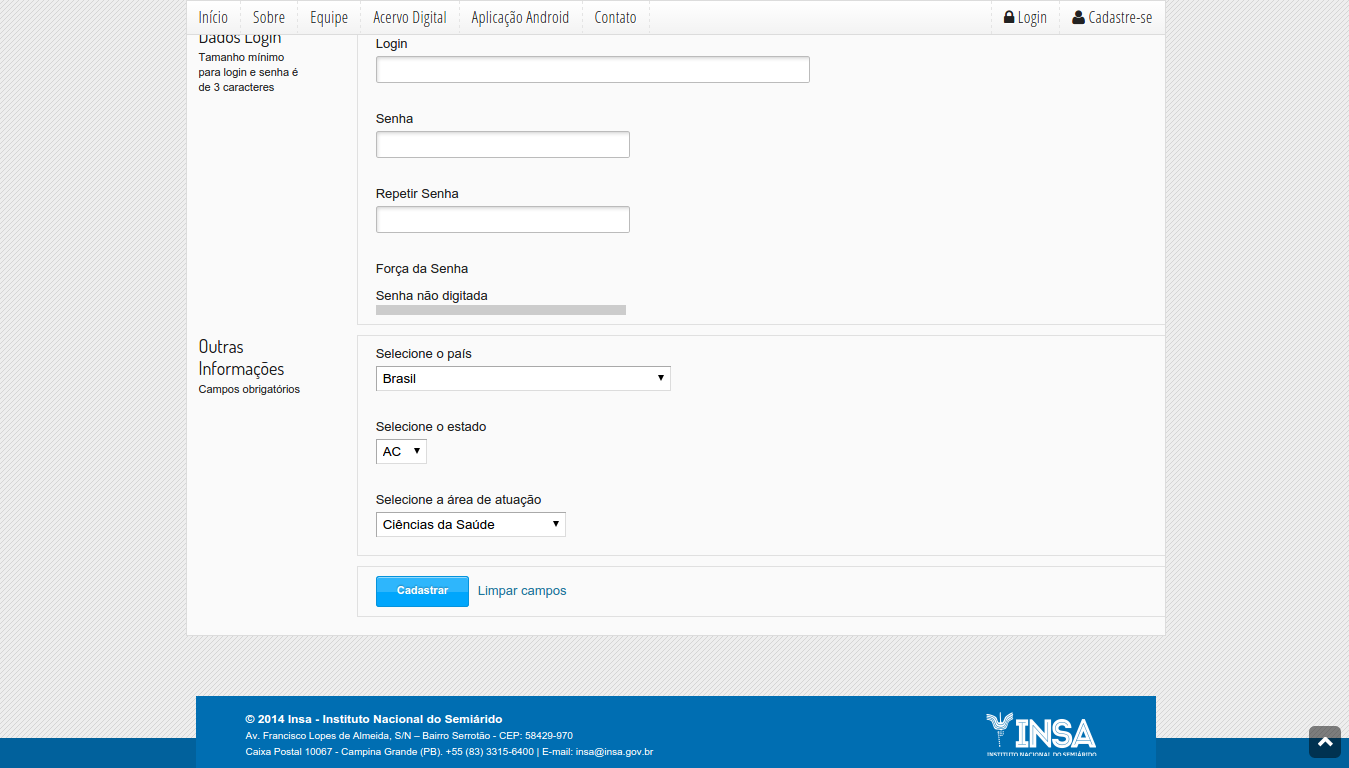 Início Sobre Equipe Acervo Digital Aplicação Android Contato Login Cadastre-se
Dados Login
Tamanho mínimo
para login e senha é
de 3 caracteres
Login
Senha
Repetir Senha
Força da Senha
Senha não digitada
Outras
Informações
Campos obrigatórios
Selecione o país
Brasil
Selecione o estado
AC
Selecione a área de atuação
Ciências da Saúde
Cadastrar Limpar campos
© 2014 Insa - Instituto Nacional do Semiárido
Av. Francisco Lopes de Almeida, S/N – Bairro Serrotão - CEP: 58429-970
Caixa Postal 10067 - Campina Grande (PB). +55 (83) 3315-6400 | E-mail: insa@insa.gov.br
INSA
INSTITUTO NACIONAL DO SEMIÁRIDO